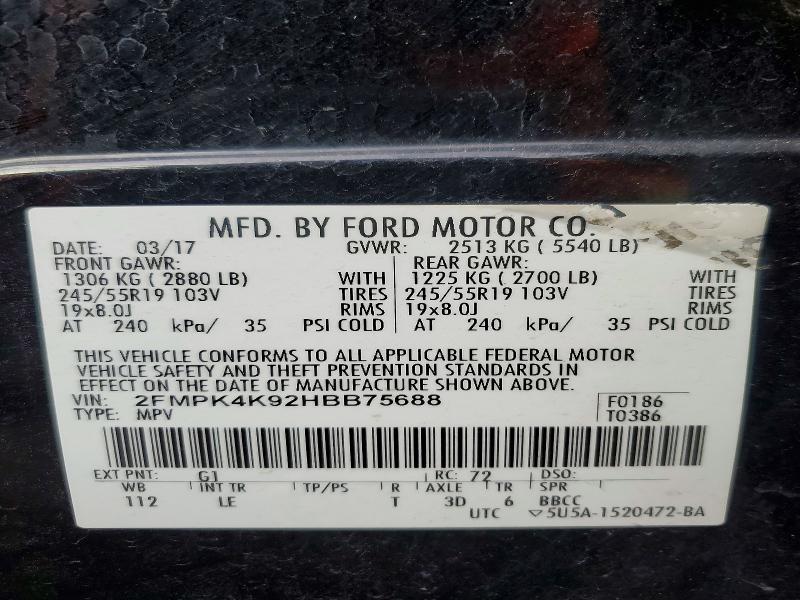 MFD. BY FORD MOTOR CO.
DATE: 03/17 GVWR: 2513 KG ( 5540 LB)
FRONT GAWR: REAR GAWR:
1306 KG ( 2880 LB) WITH 1225 KG ( 2700 LB) WITH
245/55R19 103V TIRES 245/55R19 103V TIRES
19x8.0J RIMS 19x8.0J RIMS
AT 240 kPa/ 35 PSI COLD AT 240 kPa/ 35 PSI COLD
THIS VEHICLE CONFORMS TO ALL APPLICABLE FEDERAL MOTOR
VEHICLE SAFETY AND THEFT PREVENTION STANDARDS IN
EFFECT ON THE DATE OF MANUFACTURE SHOWN ABOVE.
VIN: 2FMPK4K92HBB75688 F0186
TYPE: MPV T0386
EXT PNT: G1 RC: 72 DSO:
WB INT TR TP/PS R AXLE TR SPR
112 LE T 3D 6 BBCC
UTC ▽5U5A-1520472-BA